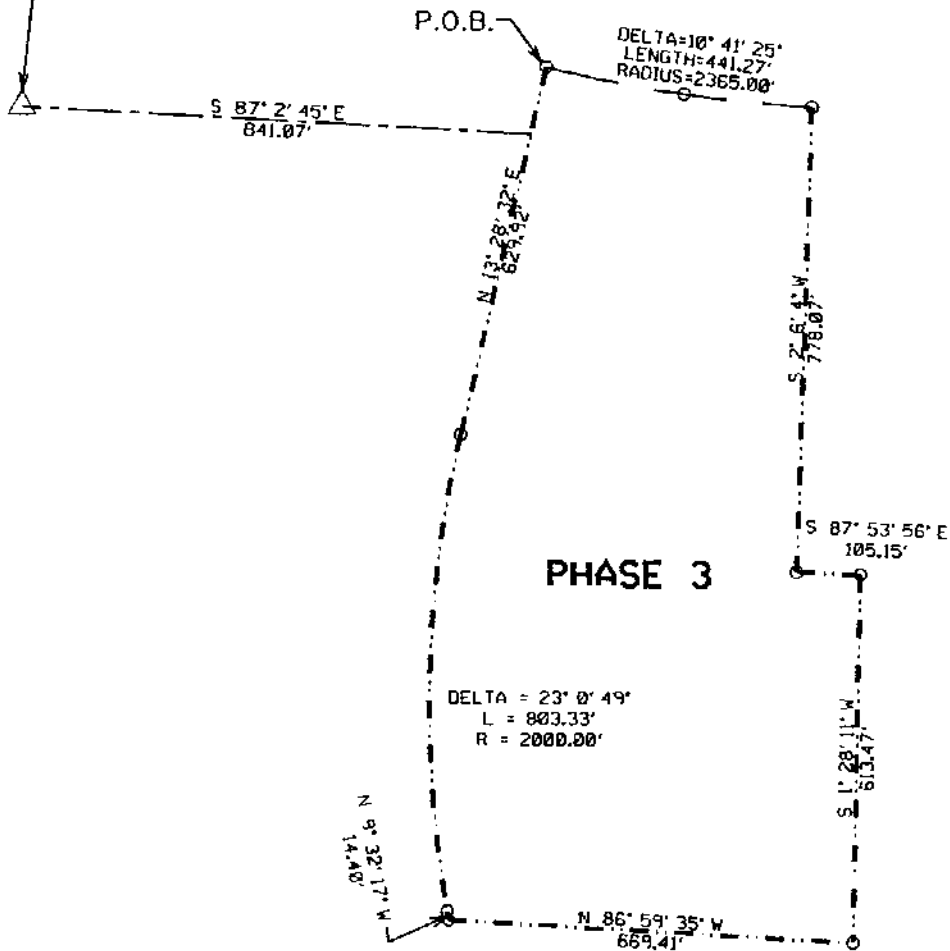 P.O.B.
DELTA=10° 41' 25"
LENGTH=441.27'
RADIUS=2365.00'
S 87° 2' 45" E
841.07'
N 13° 28' 32" E
629.92'
S 2° 6' 4" W
778.07'
S 87° 53' 56" E
105.15'
PHASE 3
DELTA = 23° 0' 49"
L = 803.33'
R = 2000.00'
S 1° 28' 11" W
613.47'
N 9° 32' 17" W
14.40'
N 86° 59' 35" W
669.41'